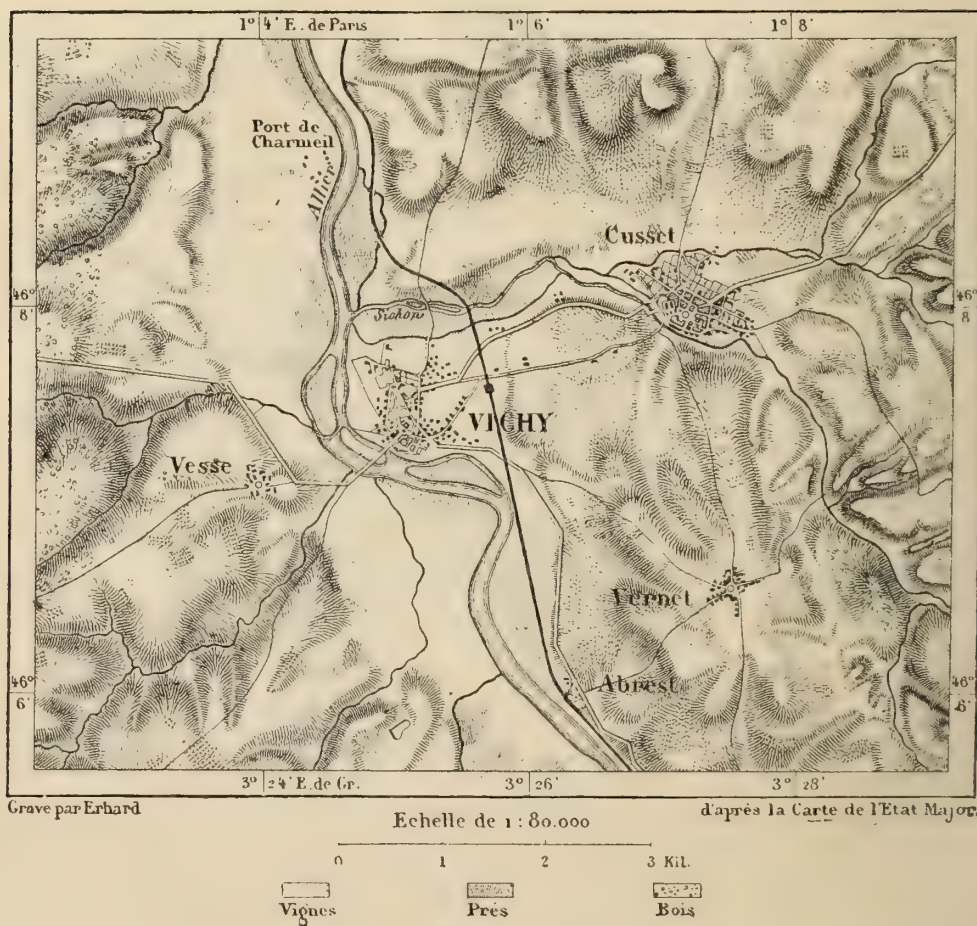 1° 4' E. de Paris 1° 6' 1° 8'
Port de
Charmeil
Allier
Cusset
46°
8'
46°
8'
Sichon
VICHY
Vesse
Vernet
46°
6'
Abrest
46°
6'
3° 24' E. de Gr. 3° 26' 3° 28'
Gravé par Erhard
d'après la Carte de l'Etat Major
Echelle de 1 : 80.000
0 1 2 3 Kil.
Vignes Prés Bois